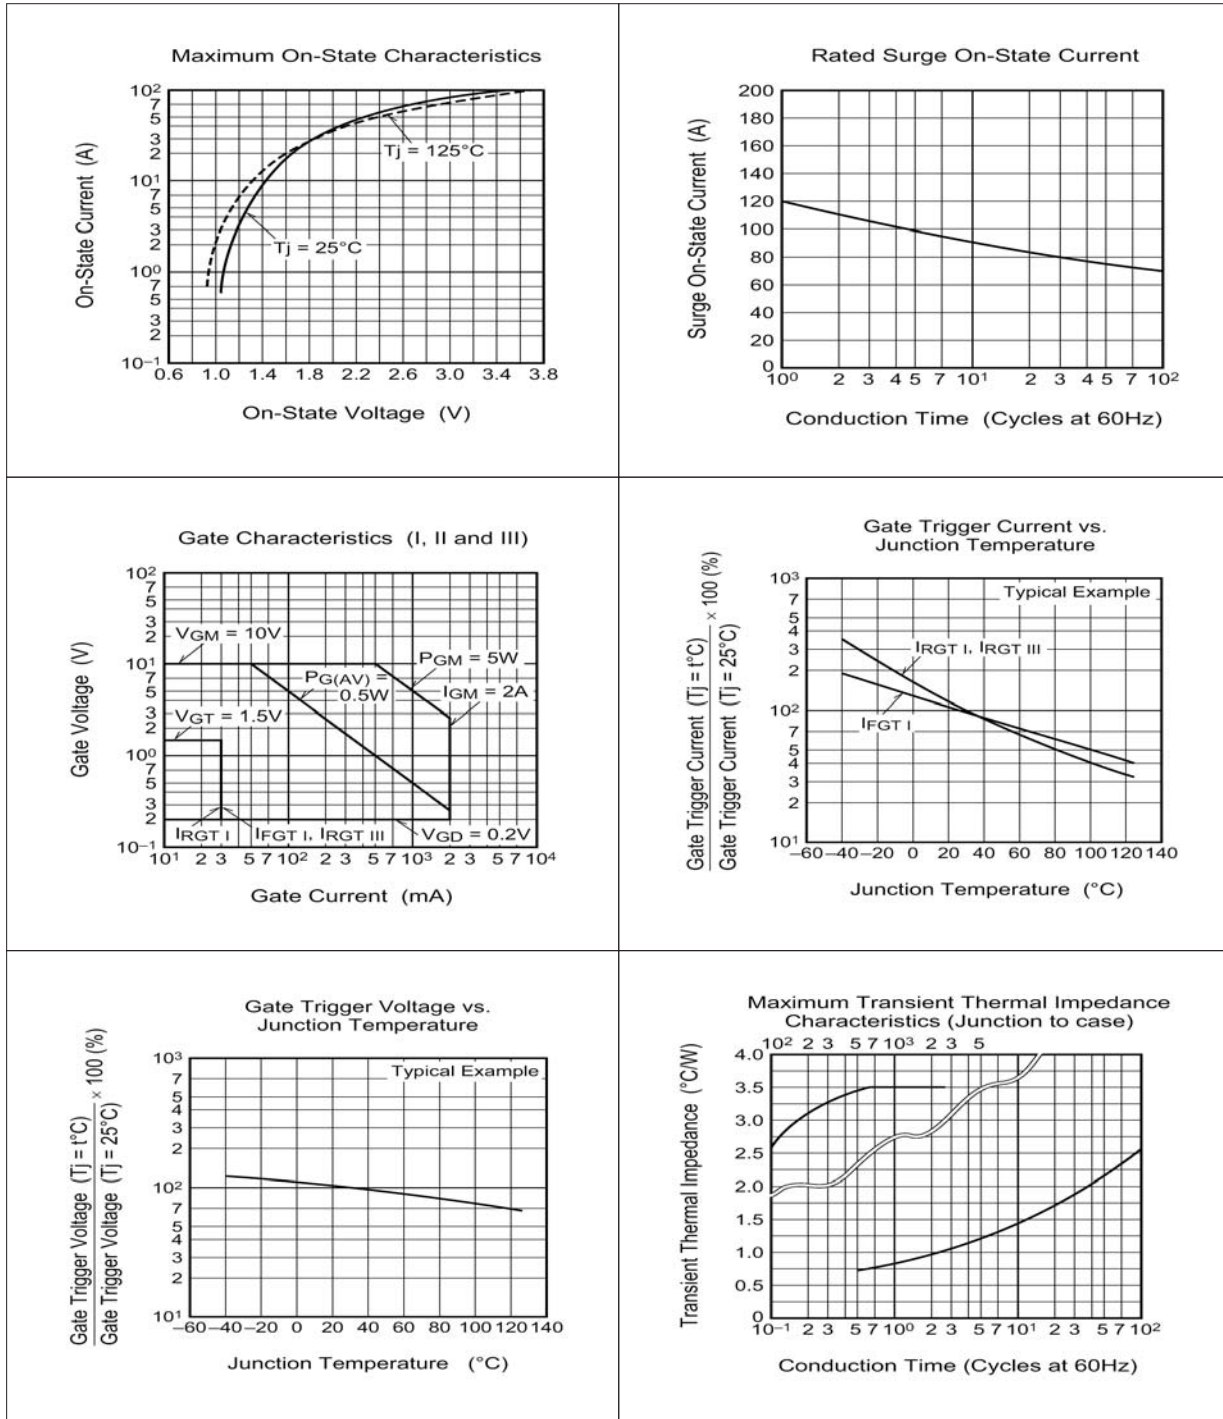 Maximum On-State Characteristics
On-State Current (A)
10²
7
5
3
2
10¹
7
5
3
2
10⁰
7
5
3
2
10–1
Tj = 125°C
Tj = 25°C
0.6 1.0 1.4 1.8 2.2 2.6 3.0 3.4 3.8
On-State Voltage (V)
Rated Surge On-State Current
Surge On-State Current (A)
200
180
160
140
120
100
80
60
40
20
0
10⁰ 2 3 4 5 7 10¹ 2 3 4 5 7 10²
Conduction Time (Cycles at 60Hz)
Gate Characteristics (I, II and III)
Gate Voltage (V)
10²
7
5
3
2
10¹
7
5
3
2
10⁰
7
5
3
2
10–1
VGM = 10V
PGM = 5W
PG(AV) =
0.5W
IGM = 2A
VGT = 1.5V
IRGT I
IFGT I, IRGT III
VGD = 0.2V
10¹ 2 3 5 7 10² 2 3 5 7 10³ 2 3 5 7 10⁴
Gate Current (mA)
Gate Trigger Current vs.
Junction Temperature
Gate Trigger Current (Tj = t°C)
Gate Trigger Current (Tj = 25°C)
× 100 (%)
10³
7
5
4
3
2
10²
7
5
4
3
2
10¹
Typical Example
IRGT I, IRGT III
IFGT I
–60 –40 –20 0 20 40 60 80 100 120 140
Junction Temperature (°C)
Gate Trigger Voltage vs.
Junction Temperature
Gate Trigger Voltage (Tj = t°C)
Gate Trigger Voltage (Tj = 25°C)
× 100 (%)
10³
7
5
4
3
2
10²
7
5
4
3
2
10¹
Typical Example
–60 –40 –20 0 20 40 60 80 100 120 140
Junction Temperature (°C)
Maximum Transient Thermal Impedance
Characteristics (Junction to case)
10² 2 3 5 7 10³ 2 3 5
Transient Thermal Impedance (°C/W)
4.0
3.5
3.0
2.5
2.0
1.5
1.0
0.5
0
10–1 2 3 5 7 10⁰ 2 3 5 7 10¹ 2 3 5 7 10²
Conduction Time (Cycles at 60Hz)